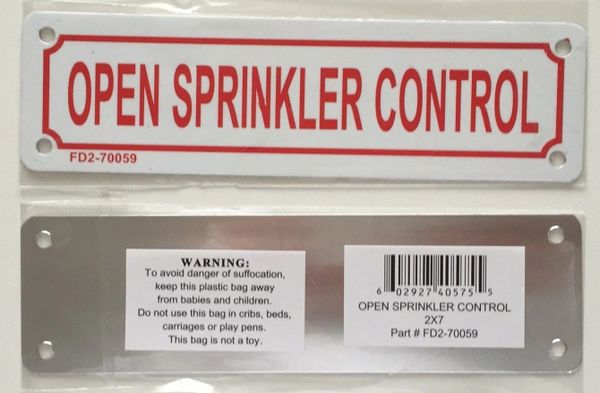 OPEN SPRINKLER CONTROL
FD2-70059
WARNING:
To avoid danger of suffocation,
keep this plastic bag away
from babies and children.
Do not use this bag in cribs, beds,
carriages or play pens.
This bag is not a toy.
6 02927 40575 5
OPEN SPRINKLER CONTROL
2X7
Part # FD2-70059